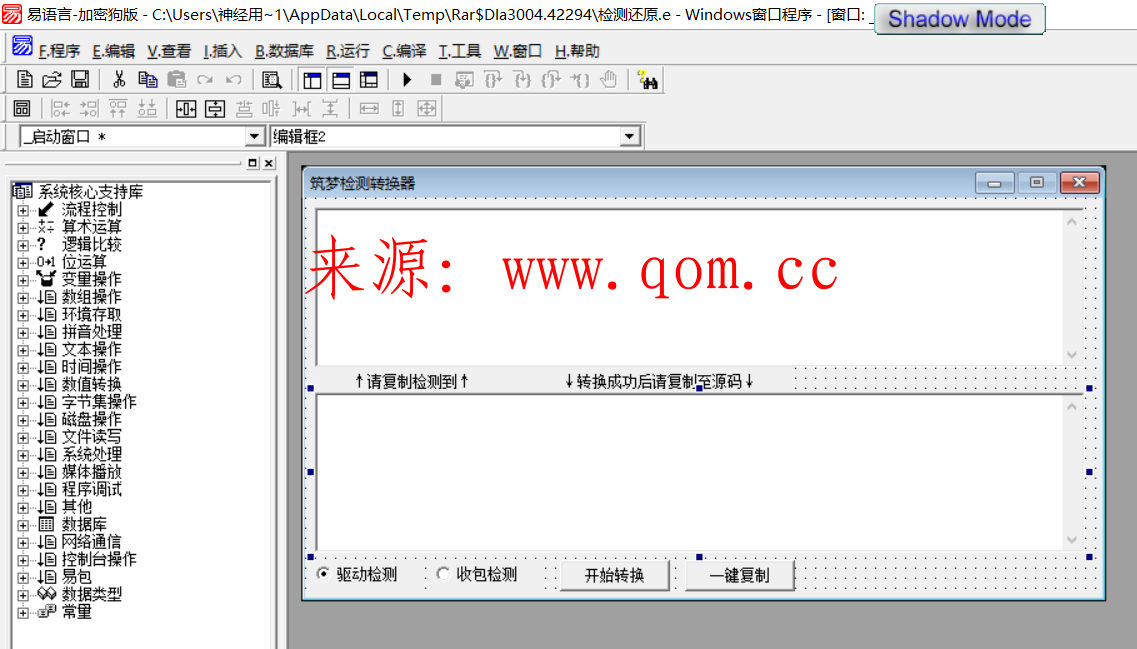 易语言-加密狗版 - C:\Users\神经用~1\AppData\Local\Temp\Rar$DIa3004.42294\检测还原.e - Windows窗口程序 - [窗口: _
Shadow Mode
F.程序 E.编辑 V.查看 I.插入 B.数据库 R.运行 C.编译 T.工具 W.窗口 H.帮助
_启动窗口 *
编辑框2
系统核心支持库
流程控制
算术运算
逻辑比较
位运算
变量操作
数组操作
环境存取
拼音处理
文本操作
时间操作
数值转换
字节集操作
磁盘操作
文件读写
系统处理
媒体播放
程序调试
其他
数据库
网络通信
控制台操作
易包
数据类型
常量
筑梦检测转换器
来源: www.qom.cc
↑请复制检测到↑ ↓转换成功后请复制至源码↓
驱动检测 收包检测 开始转换 一键复制